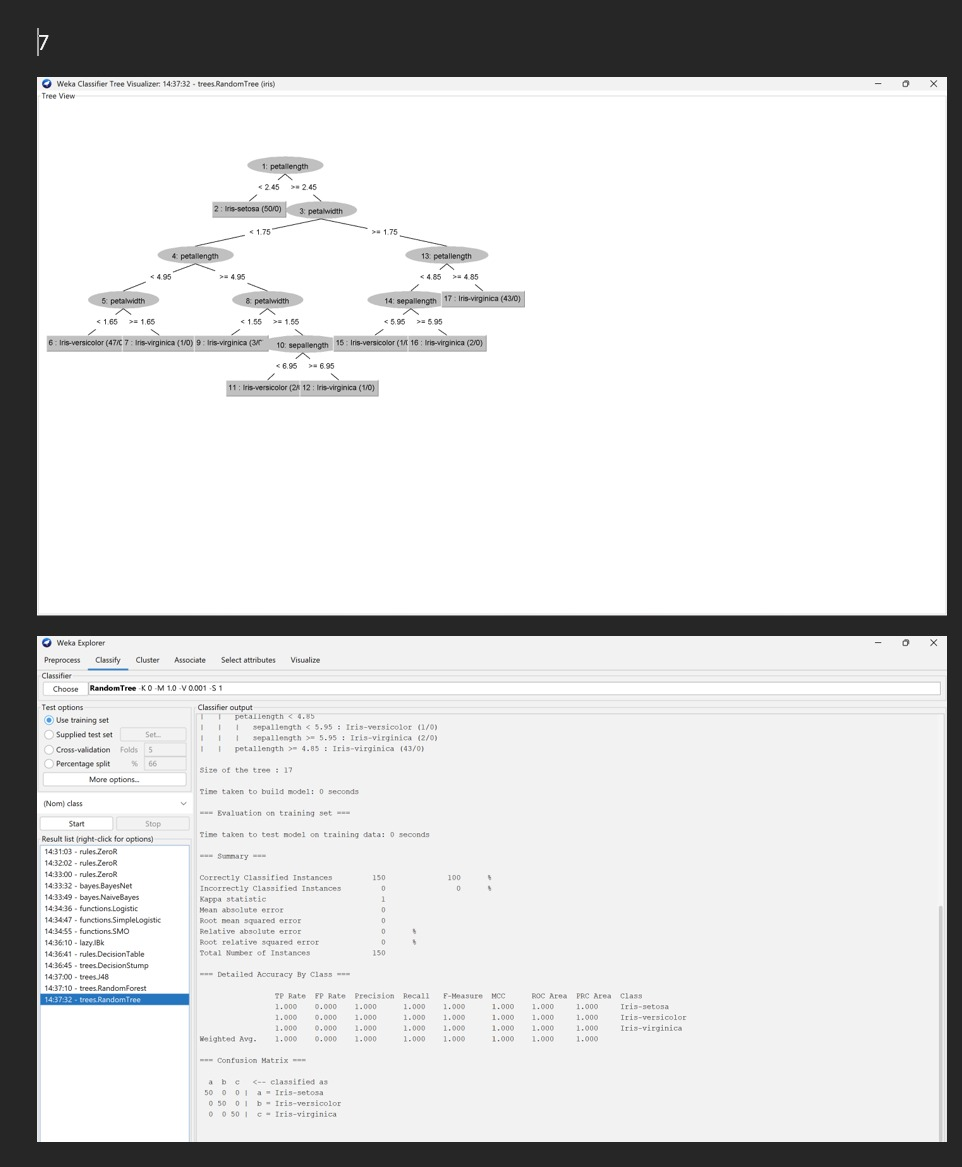 7
Weka Classifier Tree Visualizer: 14:37:32 - trees.RandomTree (iris)
Tree View
1: petallength
< 2.45 >= 2.45
2 : Iris-setosa (50/0) 3: petalwidth
< 1.75 >= 1.75
4: petallength 13: petallength
< 4.95 >= 4.95 < 4.85 >= 4.85
5: petalwidth 8: petalwidth 14: sepallength 17 : Iris-virginica (43/0)
< 1.65 >= 1.65 < 1.55 >= 1.55 < 5.95 >= 5.95
6 : Iris-versicolor (47/0 7 : Iris-virginica (1/0) 9 : Iris-virginica (3/ 10: sepallength 15 : Iris-versicolor (1/ 16 : Iris-virginica (2/0)
< 6.95 >= 6.95
11 : Iris-versicolor (2/ 12 : Iris-virginica (1/0)
Weka Explorer
Preprocess Classify Cluster Associate Select attributes Visualize
Classifier
Choose RandomTree -K 0 -M 1.0 -V 0.001 -S 1
Test options
Use training set
Supplied test set Set...
Cross-validation Folds 5
Percentage split % 66
More options...
(Nom) class
Start Stop
Result list (right-click for options)
14:31:03 - rules.ZeroR
14:32:02 - rules.ZeroR
14:33:00 - rules.ZeroR
14:33:32 - bayes.BayesNet
14:33:49 - bayes.NaiveBayes
14:34:36 - functions.Logistic
14:34:47 - functions.SimpleLogistic
14:34:55 - functions.SMO
14:36:10 - lazy.IBk
14:36:41 - rules.DecisionTable
14:36:45 - trees.DecisionStump
14:37:00 - trees.J48
14:37:10 - trees.RandomForest
14:37:32 - trees.RandomTree
Classifier output
| | petallength < 4.85
| | | sepallength < 5.95 : Iris-versicolor (1/0)
| | | sepallength >= 5.95 : Iris-virginica (2/0)
| | petallength >= 4.85 : Iris-virginica (43/0)
Size of the tree : 17
Time taken to build model: 0 seconds
=== Evaluation on training set ===
Time taken to test model on training data: 0 seconds
=== Summary ===
Correctly Classified Instances 150 100 %
Incorrectly Classified Instances 0 0 %
Kappa statistic 1
Mean absolute error 0
Root mean squared error 0
Relative absolute error 0 %
Root relative squared error 0 %
Total Number of Instances 150
=== Detailed Accuracy By Class ===
TP Rate FP Rate Precision Recall F-Measure MCC ROC Area PRC Area Class
1.000 0.000 1.000 1.000 1.000 1.000 1.000 1.000 Iris-setosa
1.000 0.000 1.000 1.000 1.000 1.000 1.000 1.000 Iris-versicolor
1.000 0.000 1.000 1.000 1.000 1.000 1.000 1.000 Iris-virginica
Weighted Avg. 1.000 0.000 1.000 1.000 1.000 1.000 1.000 1.000
=== Confusion Matrix ===
a b c <-- classified as
50 0 0 | a = Iris-setosa
0 50 0 | b = Iris-versicolor
0 0 50 | c = Iris-virginica